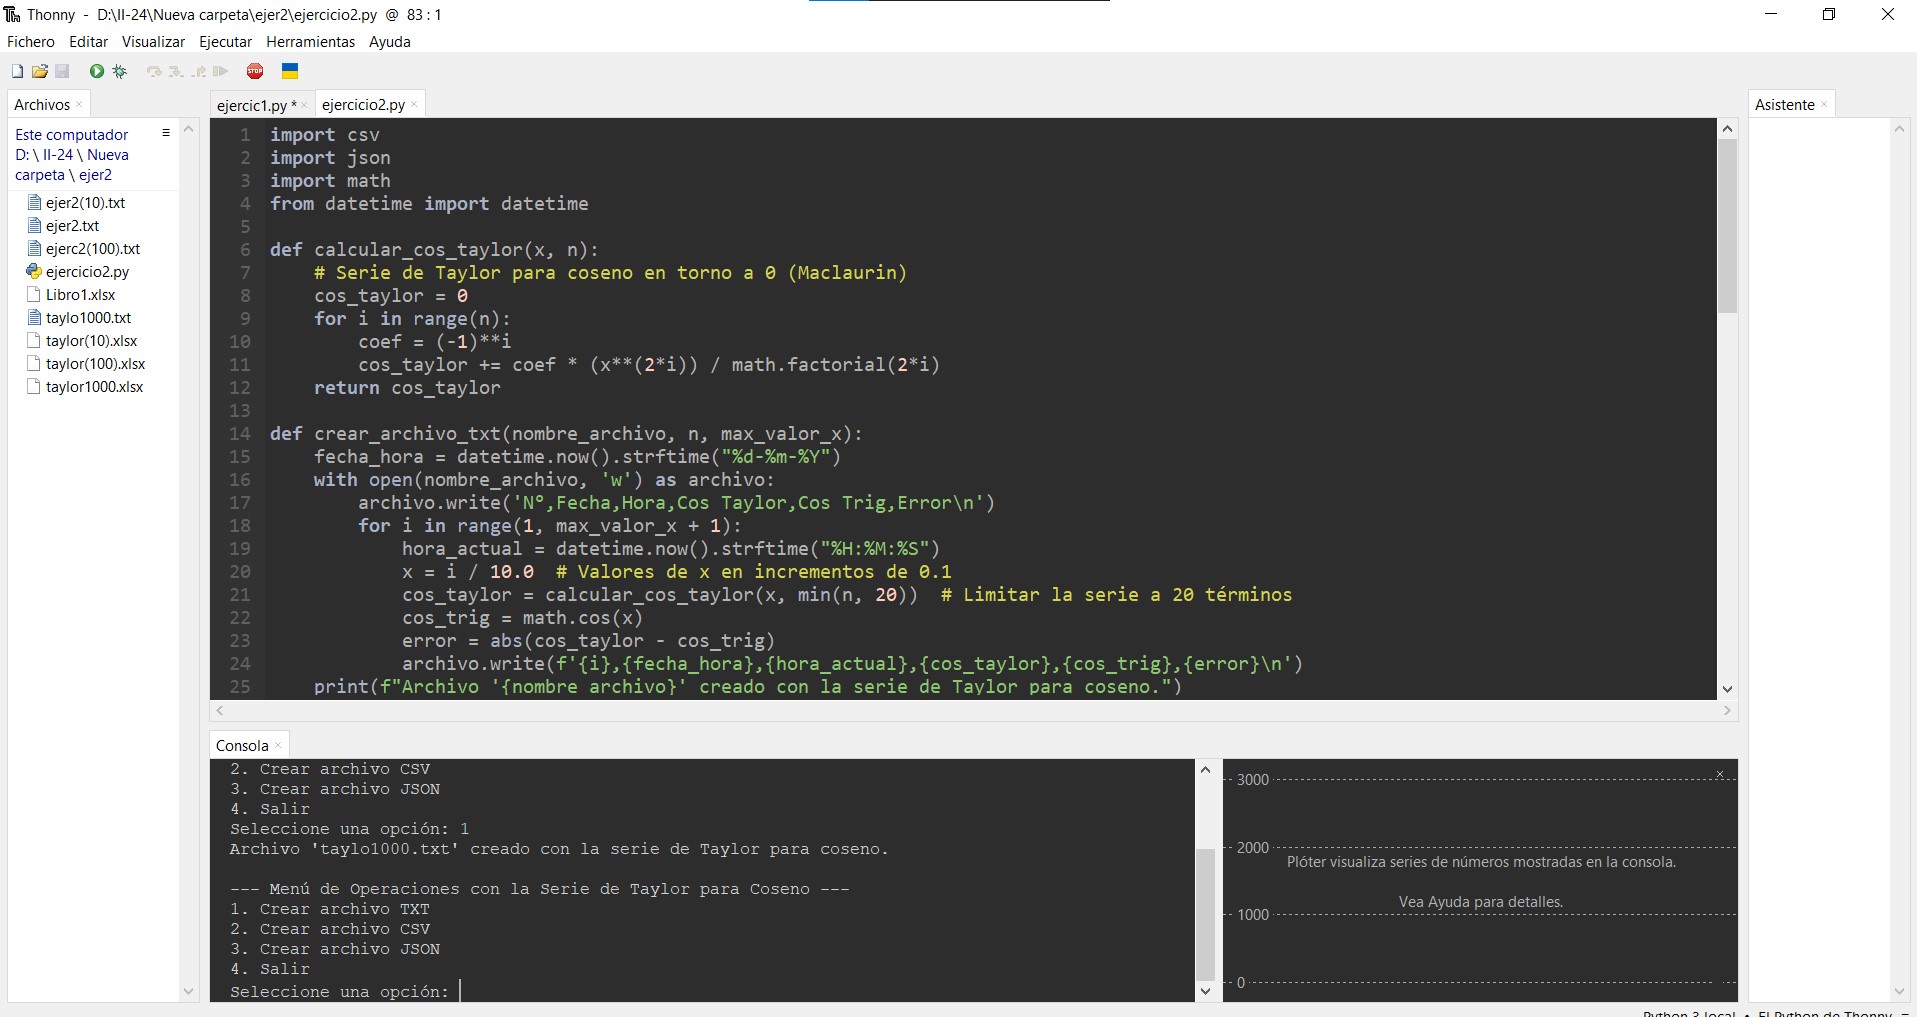 Thonny - D:\II-24\Nueva carpeta\ejer2\ejercicio2.py @ 83 : 1
Fichero Editar Visualizar Ejecutar Herramientas Ayuda
STOP
Archivos
Este computador
D: \ II-24 \ Nueva
carpeta \ ejer2
ejer2(10).txt
ejer2.txt
ejerc2(100).txt
ejercicio2.py
Libro1.xlsx
taylo1000.txt
taylor(10).xlsx
taylor(100).xlsx
taylor1000.xlsx
ejercic1.py * ejercicio2.py
1 import csv
2 import json
3 import math
4 from datetime import datetime
5
6 def calcular_cos_taylor(x, n):
7     # Serie de Taylor para coseno en torno a 0 (Maclaurin)
8     cos_taylor = 0
9     for i in range(n):
10         coef = (-1)**i
11         cos_taylor += coef * (x**(2*i)) / math.factorial(2*i)
12     return cos_taylor
13
14 def crear_archivo_txt(nombre_archivo, n, max_valor_x):
15     fecha_hora = datetime.now().strftime("%d-%m-%Y")
16     with open(nombre_archivo, 'w') as archivo:
17         archivo.write('N°,Fecha,Hora,Cos Taylor,Cos Trig,Error\n')
18         for i in range(1, max_valor_x + 1):
19             hora_actual = datetime.now().strftime("%H:%M:%S")
20             x = i / 10.0  # Valores de x en incrementos de 0.1
21             cos_taylor = calcular_cos_taylor(x, min(n, 20))  # Limitar la serie a 20 términos
22             cos_trig = math.cos(x)
23             error = abs(cos_taylor - cos_trig)
24             archivo.write(f'{i},{fecha_hora},{hora_actual},{cos_taylor},{cos_trig},{error}\n')
25     print(f"Archivo '{nombre archivo}' creado con la serie de Taylor para coseno.")
Consola
2. Crear archivo CSV
3. Crear archivo JSON
4. Salir
Seleccione una opción: 1
Archivo 'taylo1000.txt' creado con la serie de Taylor para coseno.
--- Menú de Operaciones con la Serie de Taylor para Coseno ---
1. Crear archivo TXT
2. Crear archivo CSV
3. Crear archivo JSON
4. Salir
Seleccione una opción:
3000
2000
Plóter visualiza series de números mostradas en la consola.
Vea Ayuda para detalles.
1000
0
Asistente
Python 3 local • El Python de Thonny